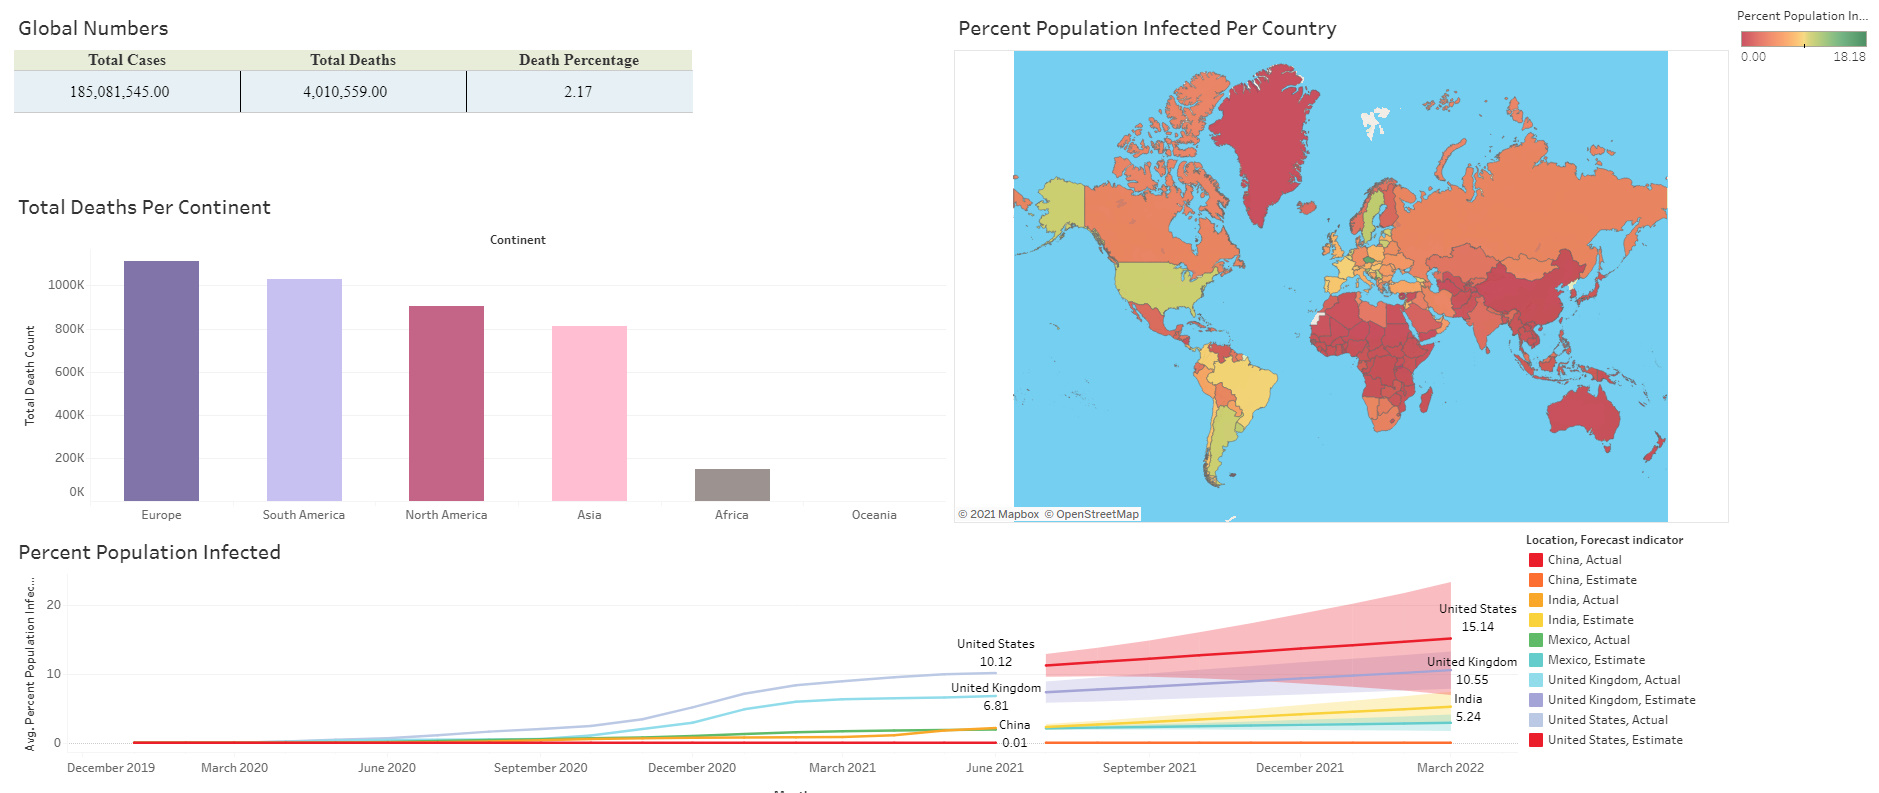 Global Numbers
Total Cases Total Deaths Death Percentage
185,081,545.00 4,010,559.00 2.17
Total Deaths Per Continent
Continent
Total Death Count
1000K
800K
600K
400K
200K
0K
Europe South America North America Asia Africa Oceania
Percent Population Infected Per Country
© 2021 Mapbox © OpenStreetMap
Percent Population In...
0.00 18.18
Percent Population Infected
Avg. Percent Population Infec...
20
10
0
United States
10.12
United Kingdom
6.81
China
0.01
United States
15.14
United Kingdom
10.55
India
5.24
December 2019 March 2020 June 2020 September 2020 December 2020 March 2021 June 2021 September 2021 December 2021 March 2022
Location, Forecast indicator
China, Actual
China, Estimate
India, Actual
India, Estimate
Mexico, Actual
Mexico, Estimate
United Kingdom, Actual
United Kingdom, Estimate
United States, Actual
United States, Estimate